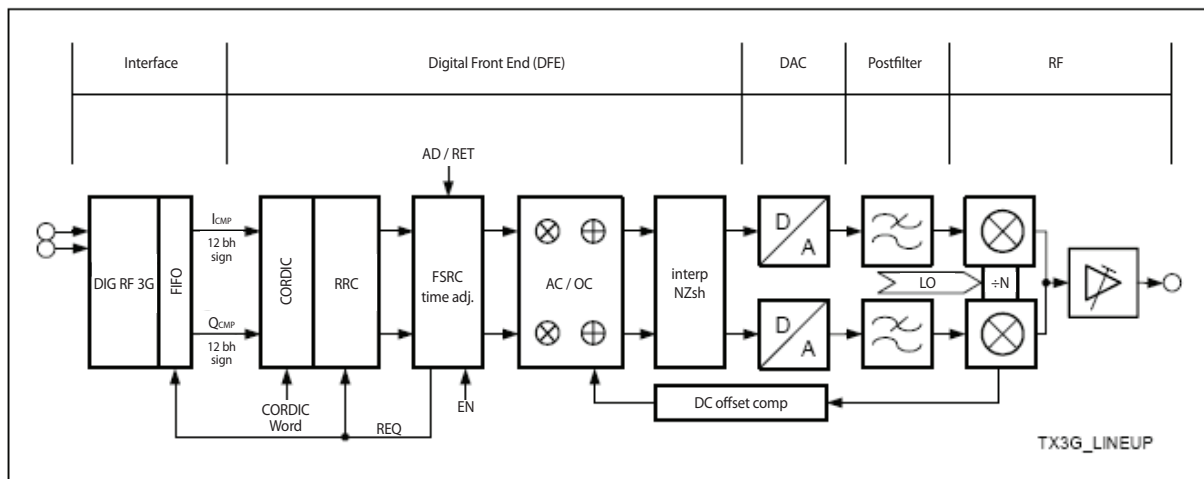 Interface
Digital Front End (DFE)
DAC
Postfilter
RF
AD / RET
DIG RF 3G
FIFO
ICMP
12 bh
sign
QCMP
12 bh
sign
CORDIC
RRC
FSRC
time adj.
AC / OC
interp
NZsh
D
A
D
A
LO
÷N
CORDIC
Word
REQ
EN
DC offset comp
TX3G_LINEUP